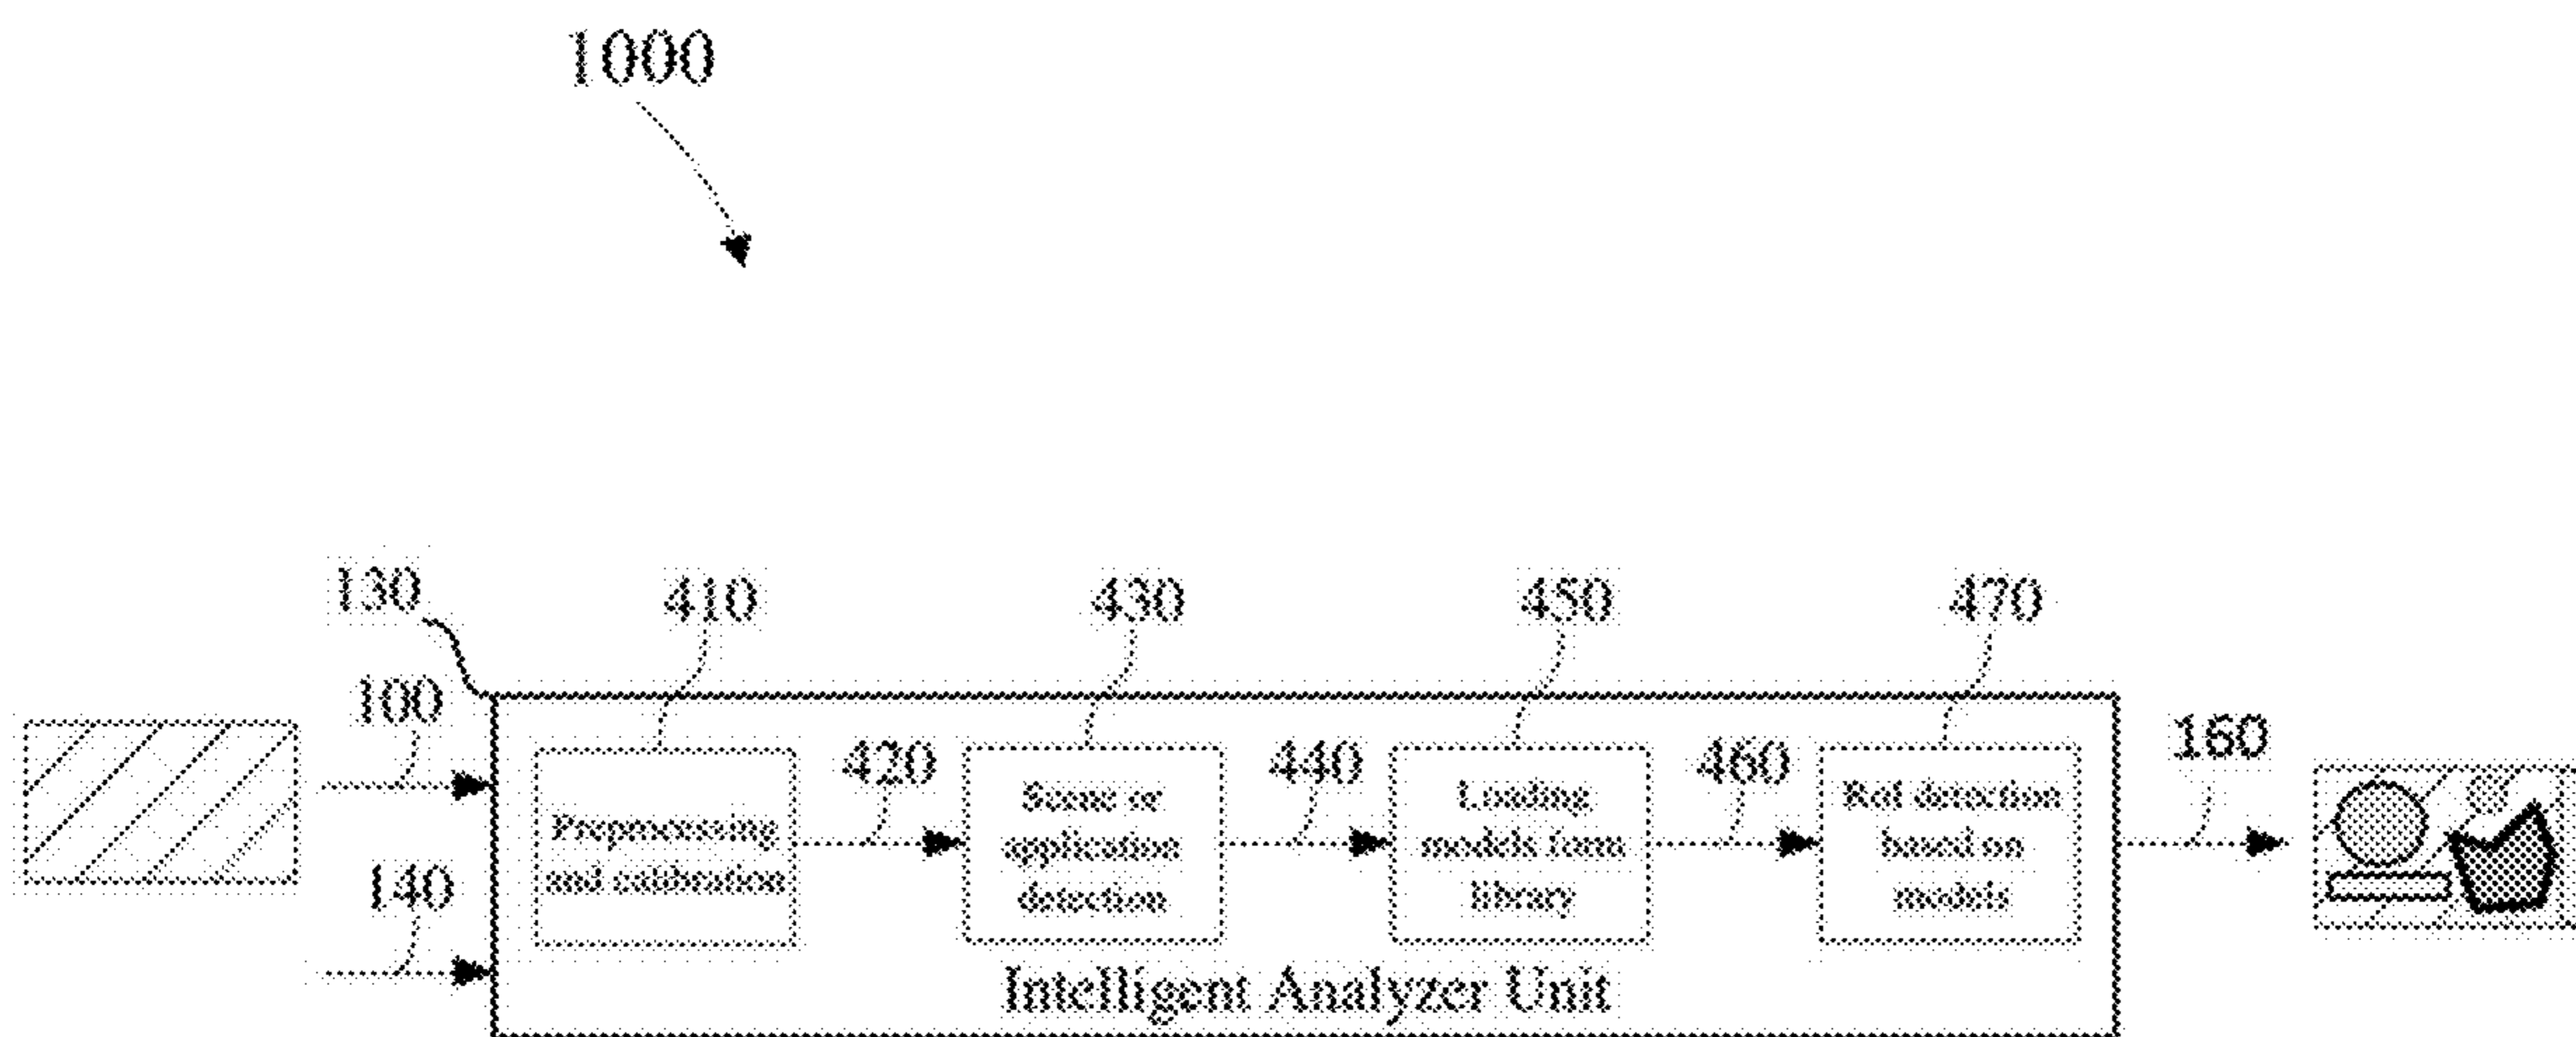 1000
130
410
430
450
470
100
420
440
460
160
140
Preprocessing
and calibration
Scene or
application
detection
Loading
models form
library
RoI detection
based on
models
Intelligent Analyzer Unit